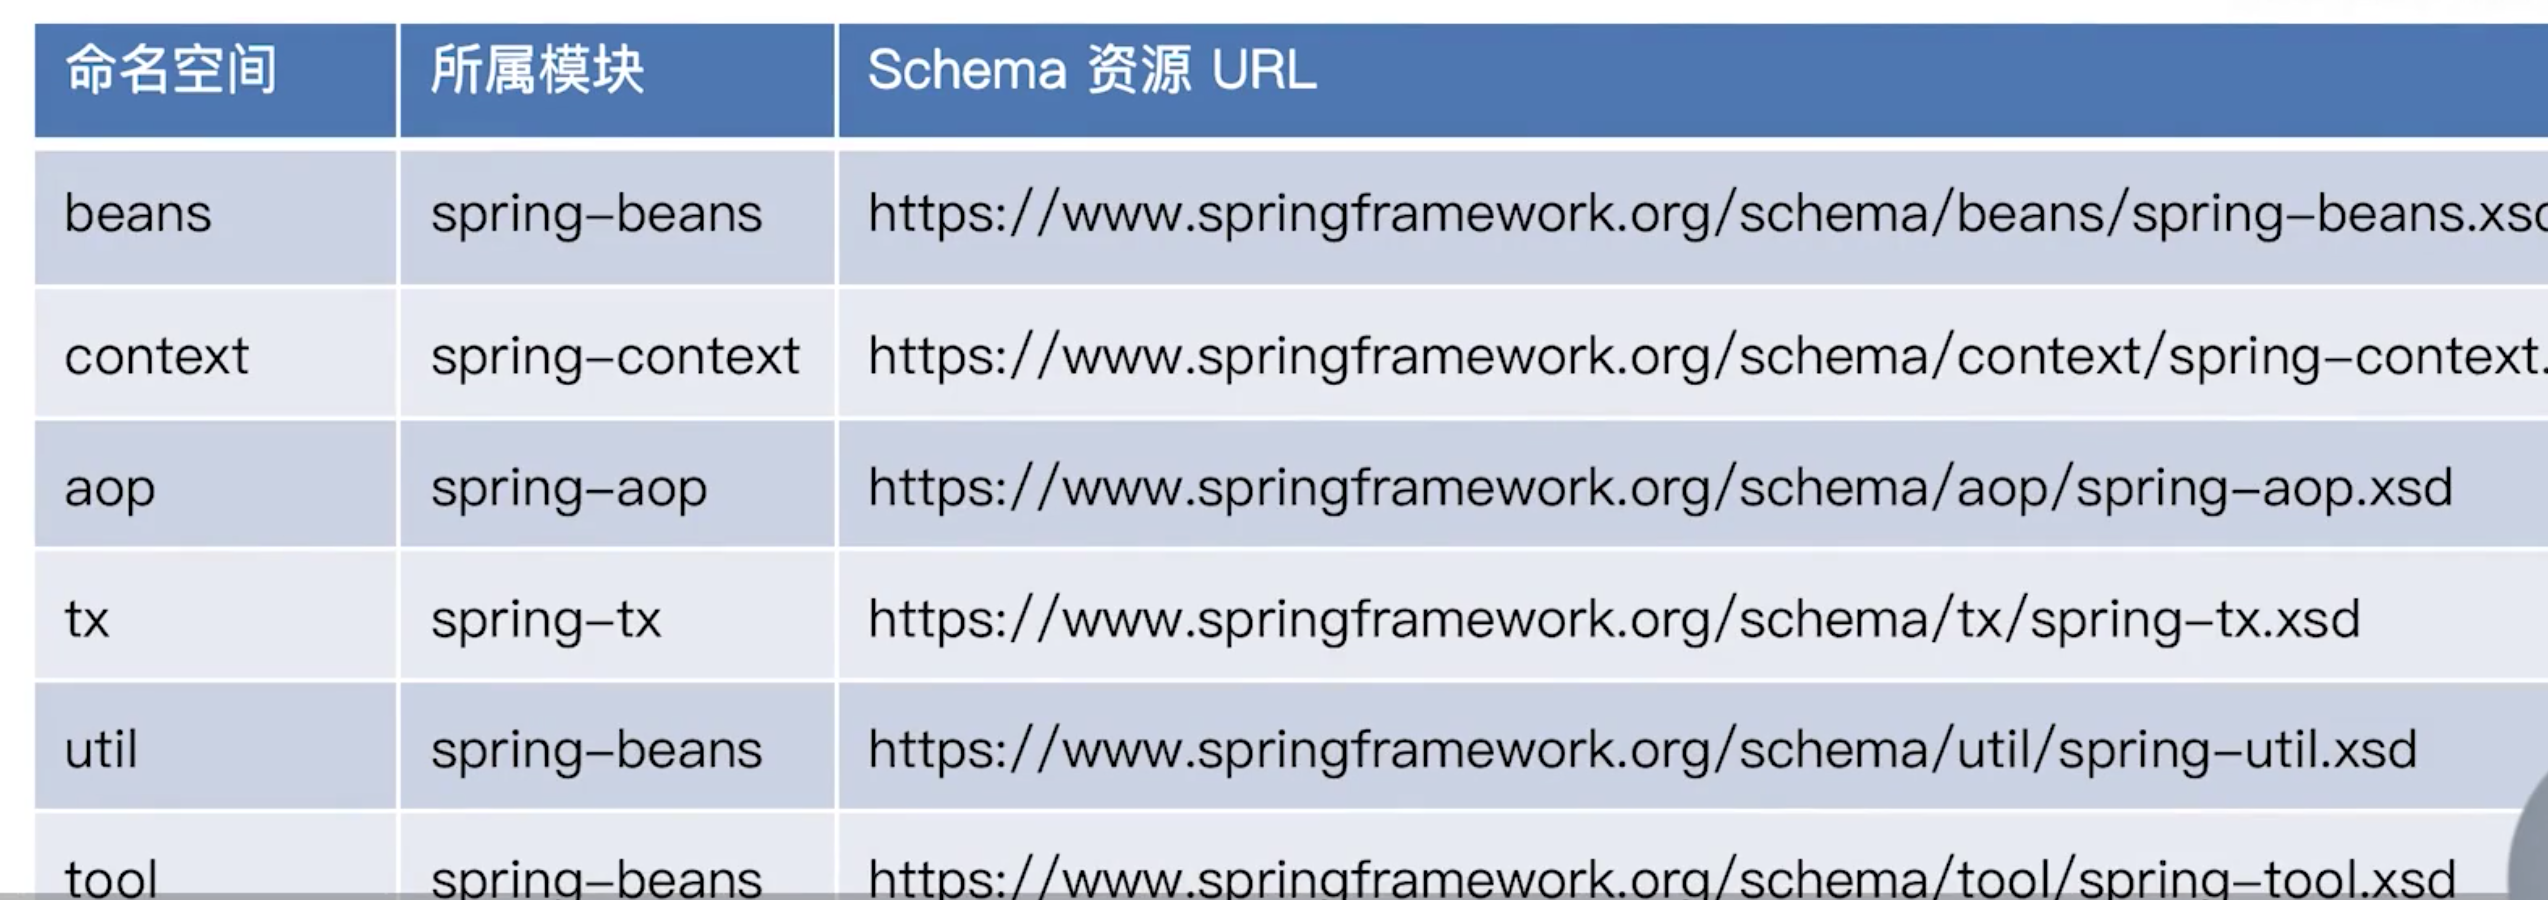 命名空间 所属模块 Schema 资源 URL
beans spring–beans https://www.springframework.org/schema/beans/spring–beans.xsd
context spring–context https://www.springframework.org/schema/context/spring–context.
aop spring–aop https://www.springframework.org/schema/aop/spring–aop.xsd
tx spring–tx https://www.springframework.org/schema/tx/spring–tx.xsd
util spring–beans https://www.springframework.org/schema/util/spring–util.xsd
tool spring–beans https://www.springframework.org/schema/tool/spring–tool.xsd